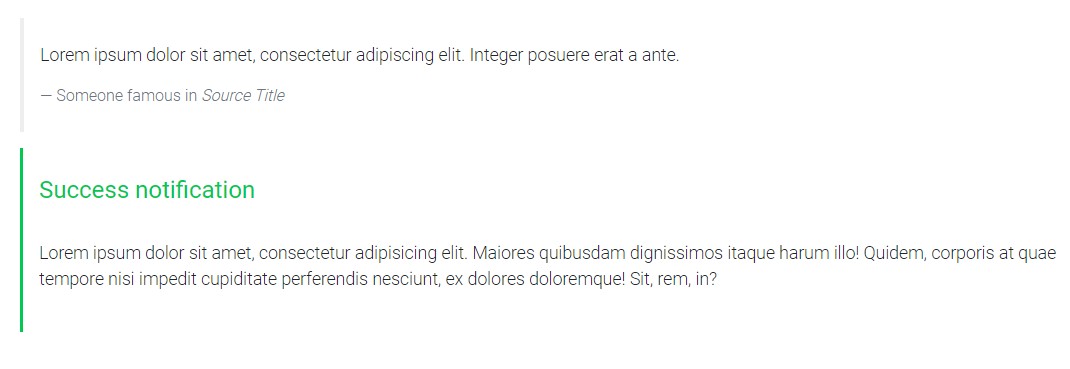 Lorem ipsum dolor sit amet, consectetur adipiscing elit. Integer posuere erat a ante.
— Someone famous in Source Title
Success notification
Lorem ipsum dolor sit amet, consectetur adipisicing elit. Maiores quibusdam dignissimos itaque harum illo! Quidem, corporis at quae
tempore nisi impedit cupiditate perferendis nesciunt, ex dolores doloremque! Sit, rem, in?